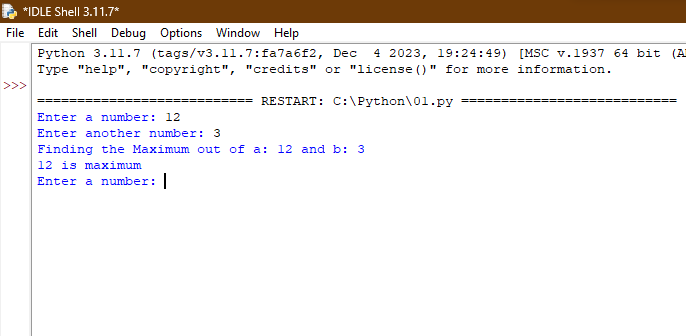 *IDLE Shell 3.11.7*
File Edit Shell Debug Options Window Help
Python 3.11.7 (tags/v3.11.7:fa7a6f2, Dec  4 2023, 19:24:49) [MSC v.1937 64 bit (A
Type "help", "copyright", "credits" or "license()" for more information.
>>>
=========================== RESTART: C:\Python\01.py ===========================
Enter a number: 12
Enter another number: 3
Finding the Maximum out of a: 12 and b: 3
12 is maximum
Enter a number: